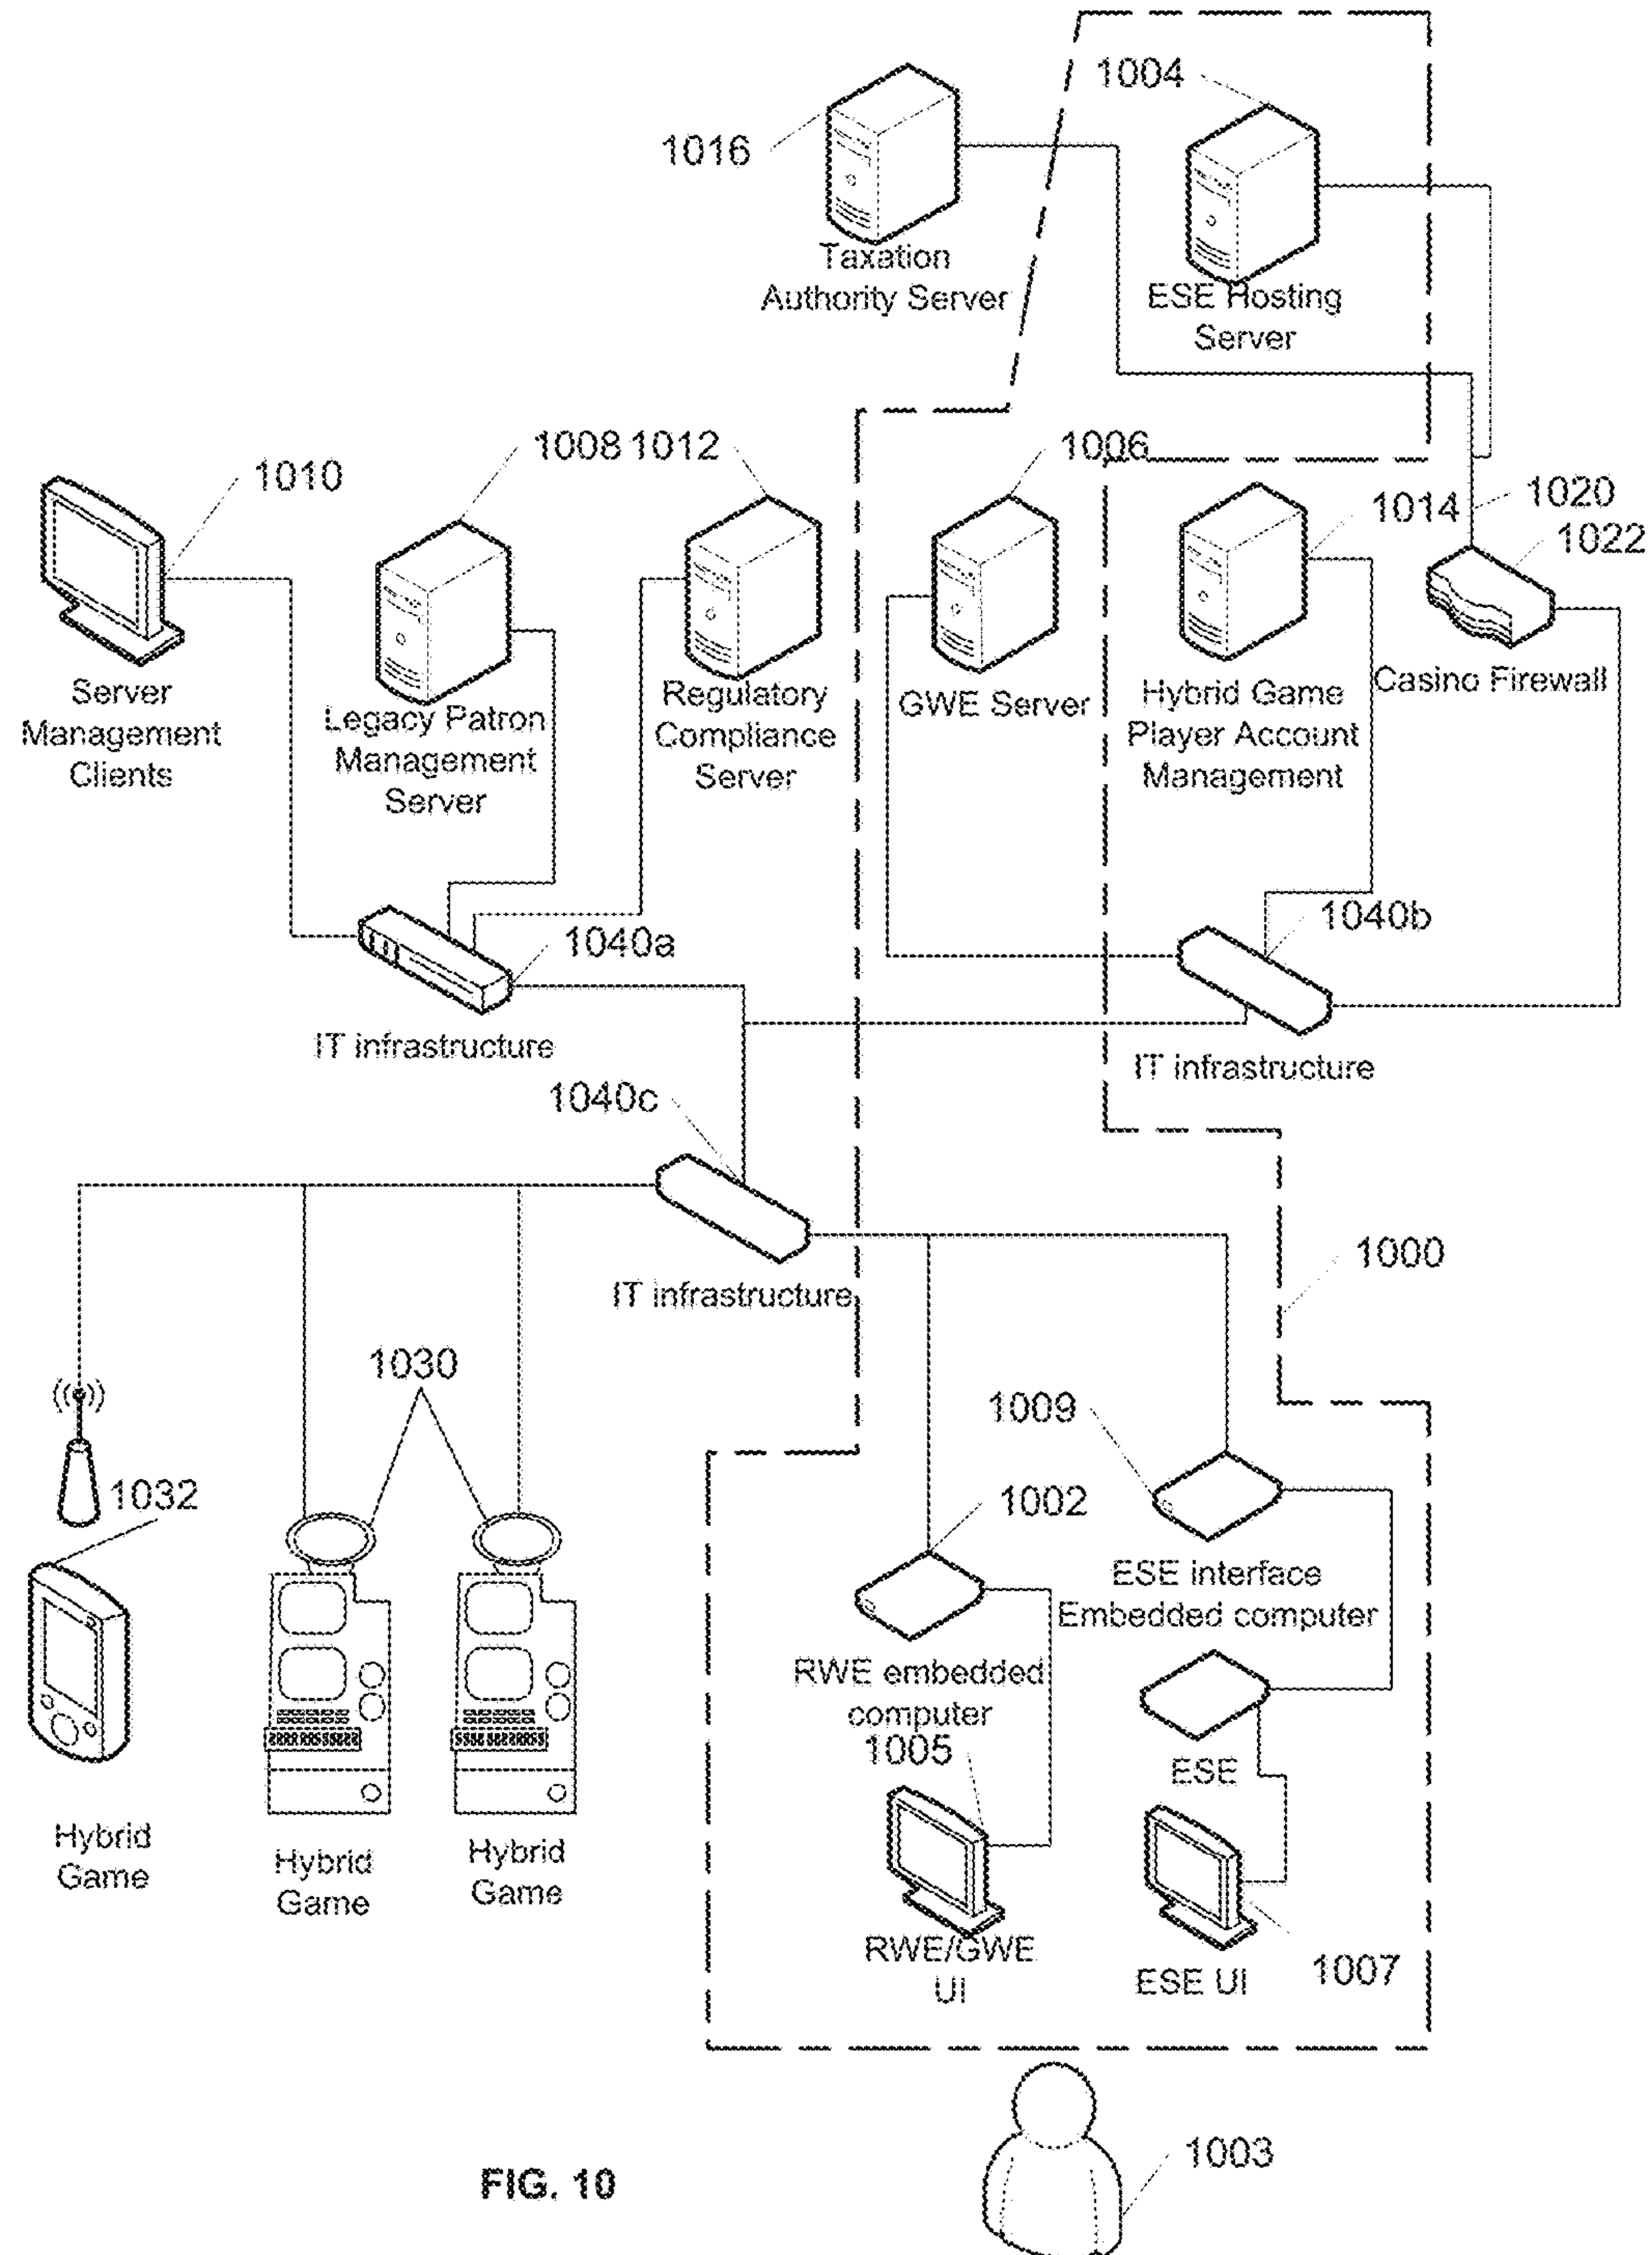 1004
1016
Taxation
Authority Server
ESE Hosting
Server
1008
1012
1006
1010
1014
1020
1022
Server
Management
Clients
Legacy Patron
Management
Server
Regulatory
Compliance
Server
GWE Server
Hybrid Game
Player Account
Management
Casino Firewall
1040a
1040b
IT infrastructure
IT infrastructure
1040c
IT infrastructure
1000
1030
1009
1032
1002
ESE interface
Embedded computer
RWE embedded
computer
1005
ESE
Hybrid
Game
Hybrid
Game
Hybrid
Game
RWE/GWE
UI
ESE UI
1007
1003
FIG. 10